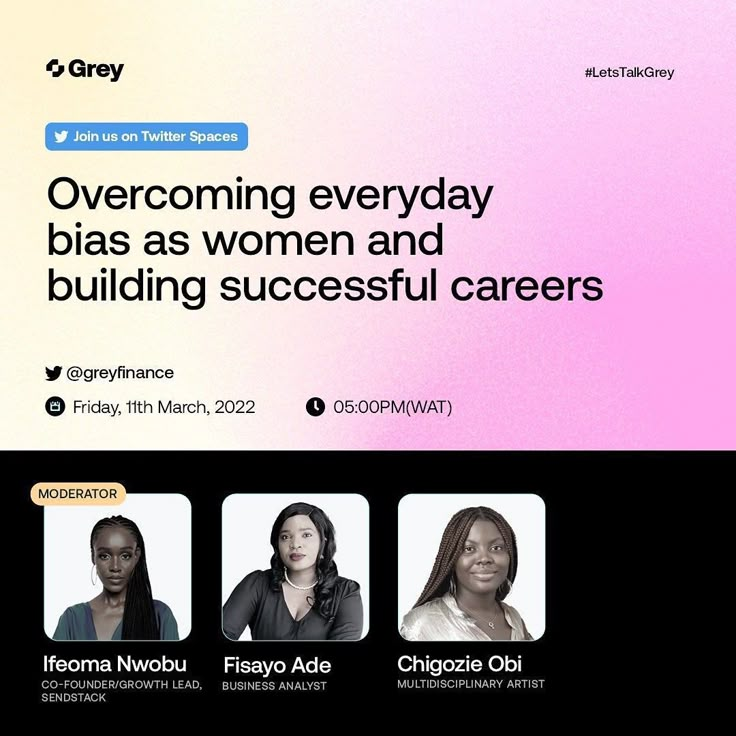 Grey
#LetsTalkGrey
Join us on Twitter Spaces
Overcoming everyday
bias as women and
building successful careers
@greyfinance
Friday, 11th March, 2022
05:00PM(WAT)
MODERATOR
Ifeoma Nwobu
CO-FOUNDER/GROWTH LEAD,
SENDSTACK
Fisayo Ade
BUSINESS ANALYST
Chigozie Obi
MULTIDISCIPLINARY ARTIST